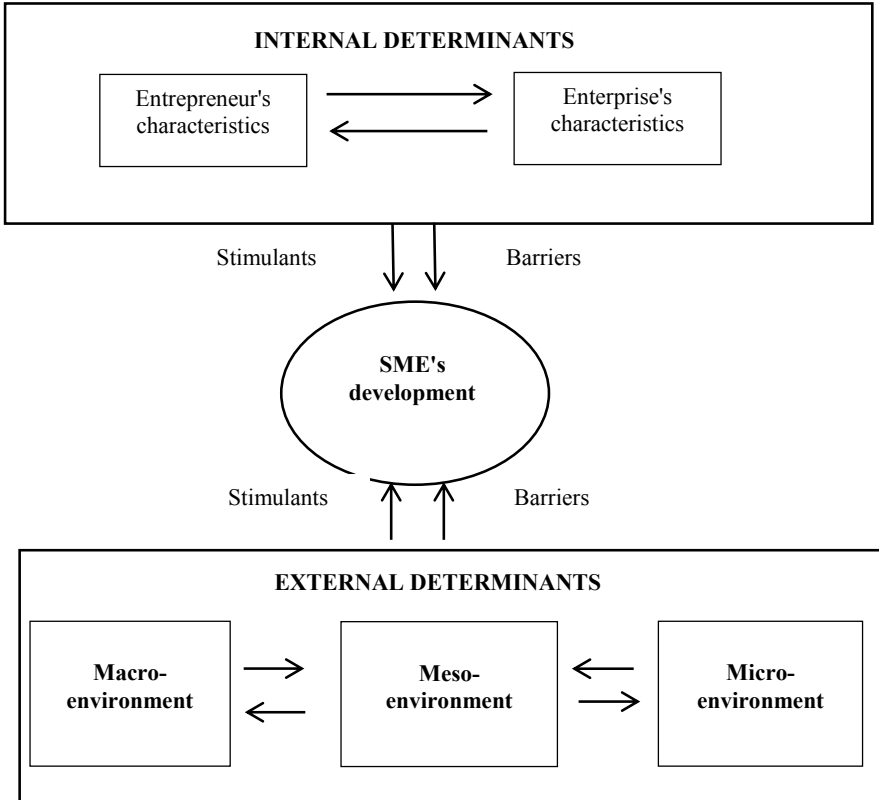 INTERNAL DETERMINANTS
Entrepreneur's
characteristics
Enterprise's
characteristics
Stimulants
Barriers
SME's
development
Stimulants
Barriers
EXTERNAL DETERMINANTS
Macro-
environment
Meso-
environment
Micro-
environment